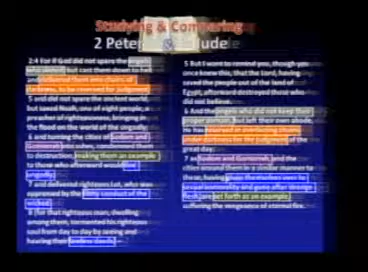 Studying & Comparing
2 Peter & Jude
2:4 For if God did not spare the angels
who sinned, but cast them down to hell
and delivered them into chains of
darkness, to be reserved for judgment;
5 and did not spare the ancient world,
but saved Noah, one of eight people, a
preacher of righteousness, bringing in
the flood on the world of the ungodly;
6 and turning the cities of Sodom and
Gomorrah into ashes, condemned them
to destruction, making them an example
to those who afterward would live
ungodly;
7 and delivered righteous Lot, who was
oppressed by the filthy conduct of the
wicked
8 (for that righteous man, dwelling
among them, tormented his righteous
soul from day to day by seeing and
hearing their lawless deeds)
5 But I want to remind you, though you
once knew this, that the Lord, having
saved the people out of the land of
Egypt, afterward destroyed those who
did not believe.
6 And the angels who did not keep their
proper domain, but left their own abode,
He has reserved in everlasting chains
under darkness for the judgment of the
great day;
7 as Sodom and Gomorrah, and the
cities around them in a similar manner to
these, having given themselves over to
sexual immorality and gone after strange
flesh, are set forth as an example,
suffering the vengeance of eternal fire.